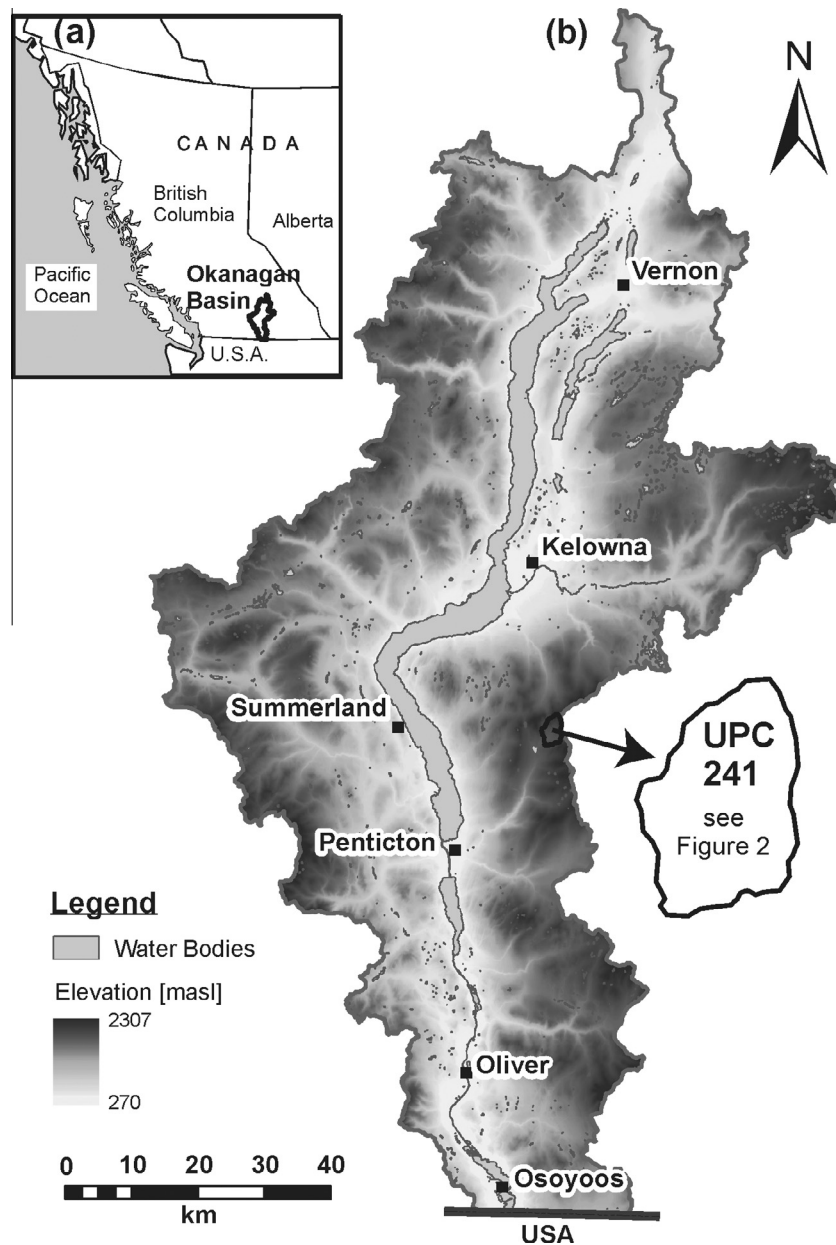 (a)
CANADA
British
Columbia
Alberta
Pacific
Ocean
Okanagan
Basin
U.S.A.
(b)
N
Vernon
Kelowna
Summerland
UPC
241
see
Figure 2
Penticton
Legend
Water Bodies
Elevation [masl]
2307
270
Oliver
0 10 20 30 40
km
Osoyoos
USA